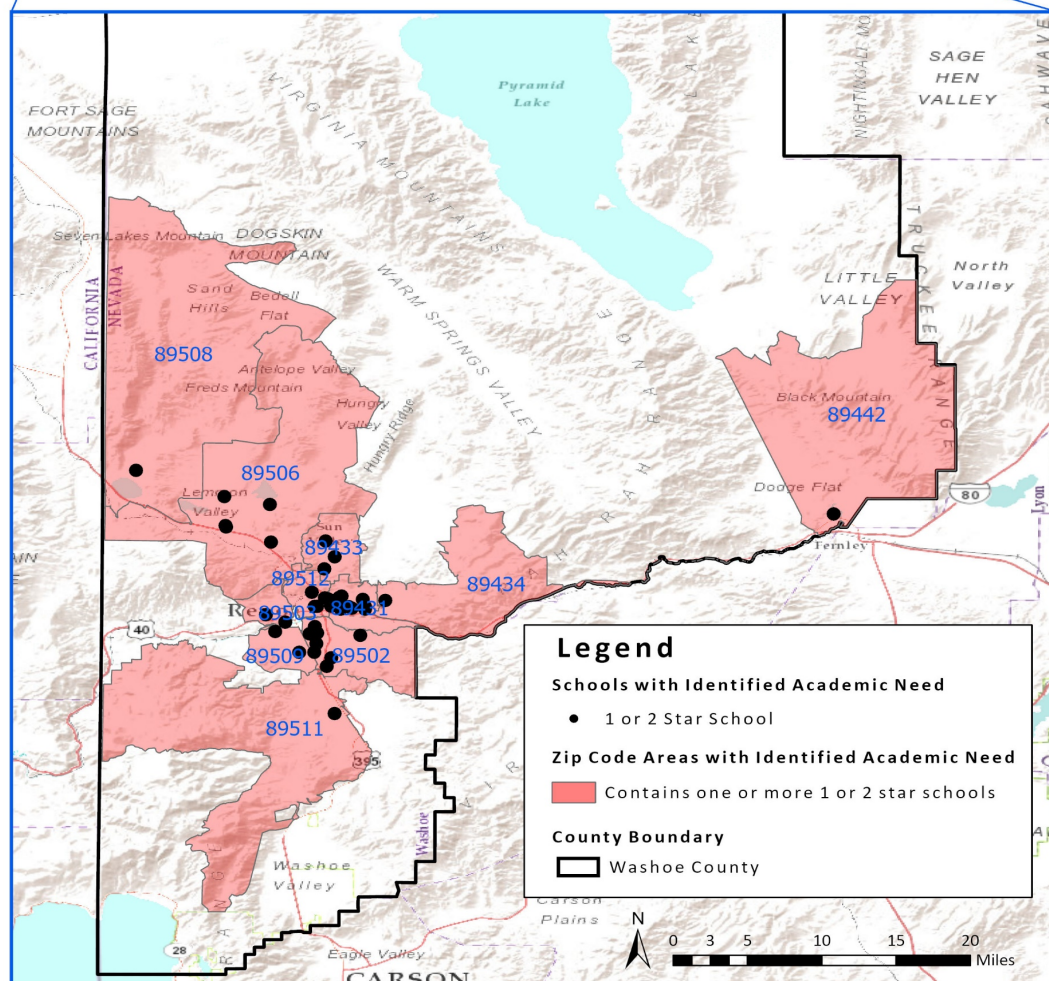 SAGE
HEN
VALLEY
NIGHTINGALE MO
SAHWAVE
LAKE
Pyramid
Lake
FORT SAGE
MOUNTAINS
VIRGINIA MOUNTAINS
TRUCKEE RANGE
Seven Lakes Mountain
DOGSKIN
MOUNTAIN
North
Valley
LITTLE
VALLEY
CALIFORNIA
NEVADA
Sand
Hills
Bedell
Flat
WARM SPRINGS VALLEY
PAH RAH RANGE
89508
Antelope Valley
Freds Mountain
Hungry
Valley
Hungry Ridge
Black Mountain
89442
89506
Lemmon
Valley
Dodge Flat
80
Lyon
Sun
89433
Fernley
89512
89434
89503
89431
40
89509
89502
89511
395
Washoe
Washoe
Valley
Legend
Schools with Identified Academic Need
1 or 2 Star School
Zip Code Areas with Identified Academic Need
Contains one or more 1 or 2 star schools
County Boundary
Washoe County
Carson
Plains
28
Eagle Valley
CARSON
N
0 3 5 10 15 20
Miles